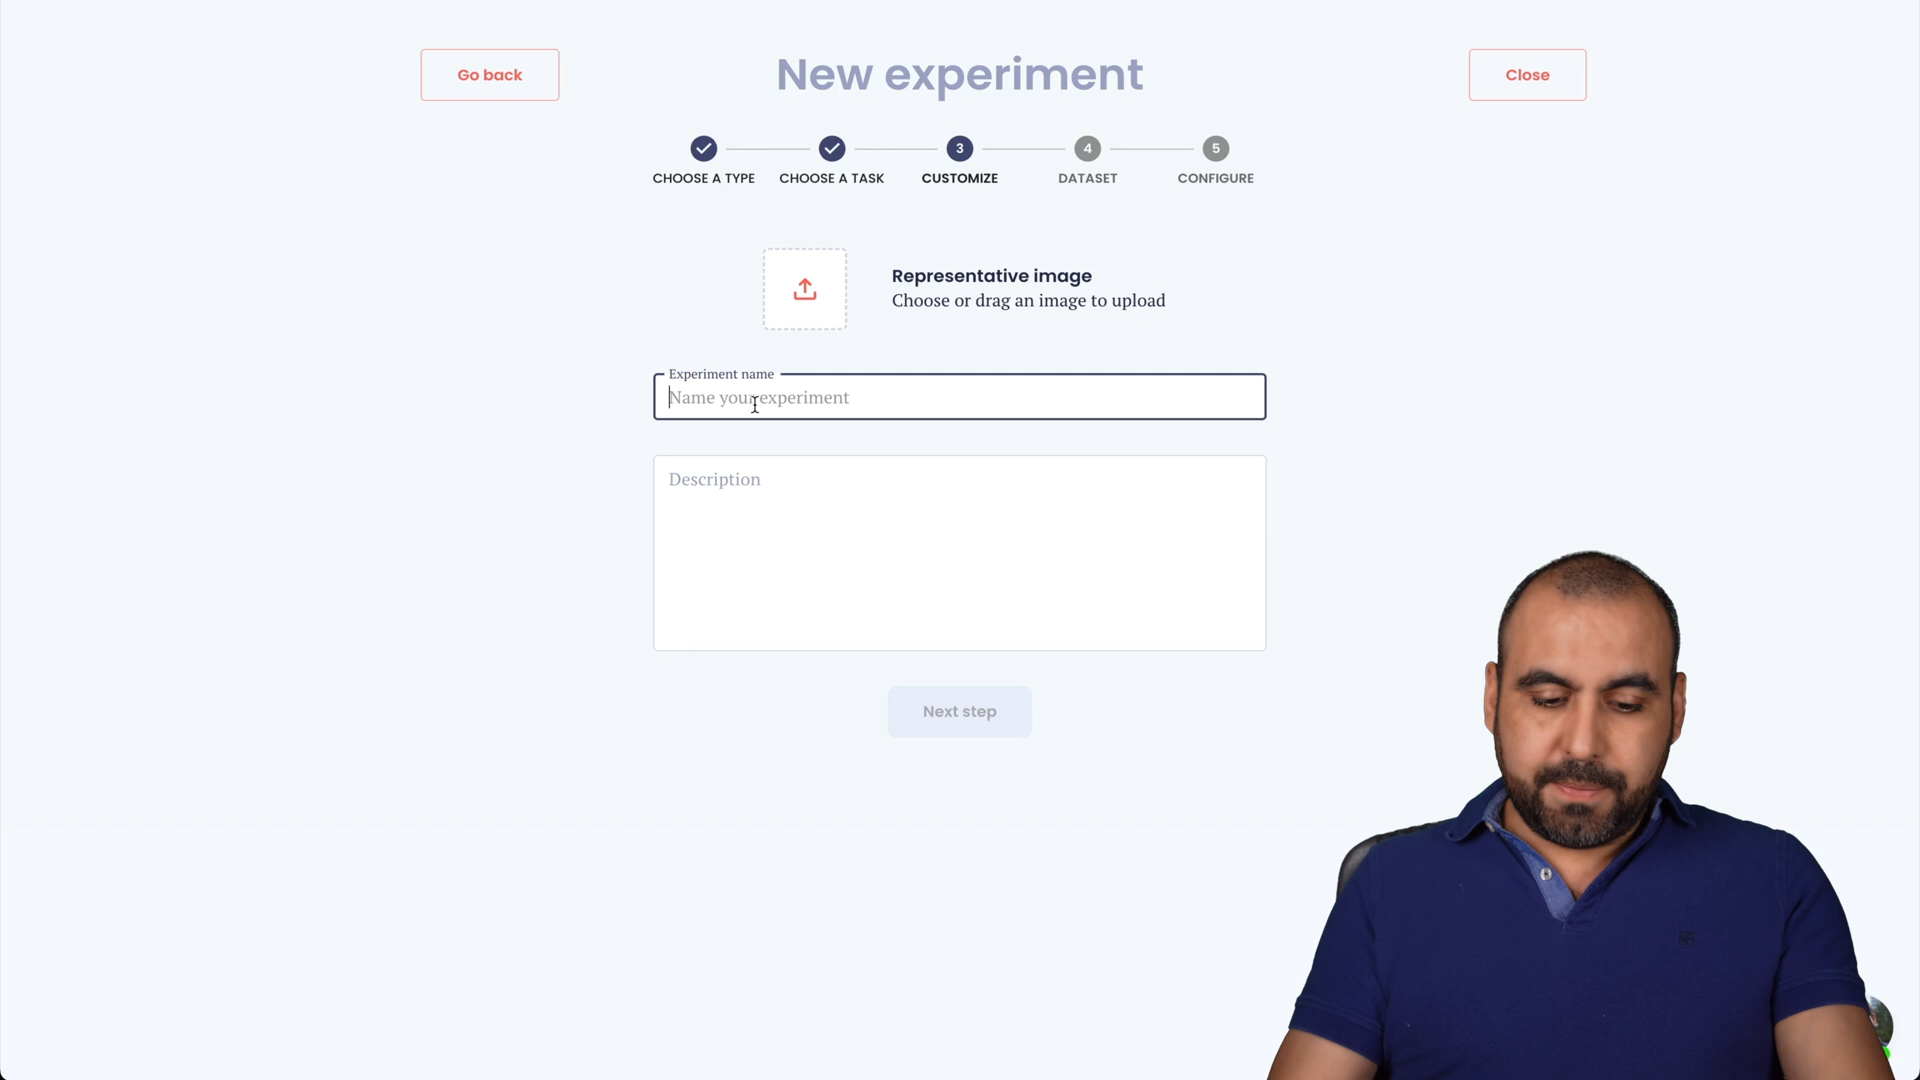 Go back
New experiment
Close
3
4
5
CHOOSE A TYPE
CHOOSE A TASK
CUSTOMIZE
DATASET
CONFIGURE
Representative image
Choose or drag an image to upload
Experiment name
Name your experiment
Description
Next step